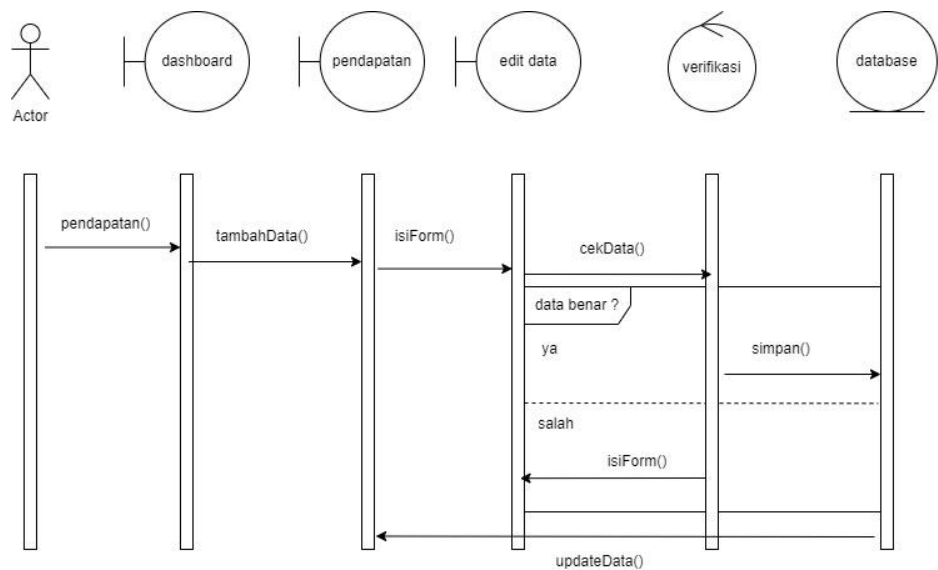 dashboard
pendapatan
edit data
verifikasi
database
Actor
pendapatan()
tambahData()
isiForm()
cekData()
data benar ?
ya
simpan()
salah
isiForm()
updateData()